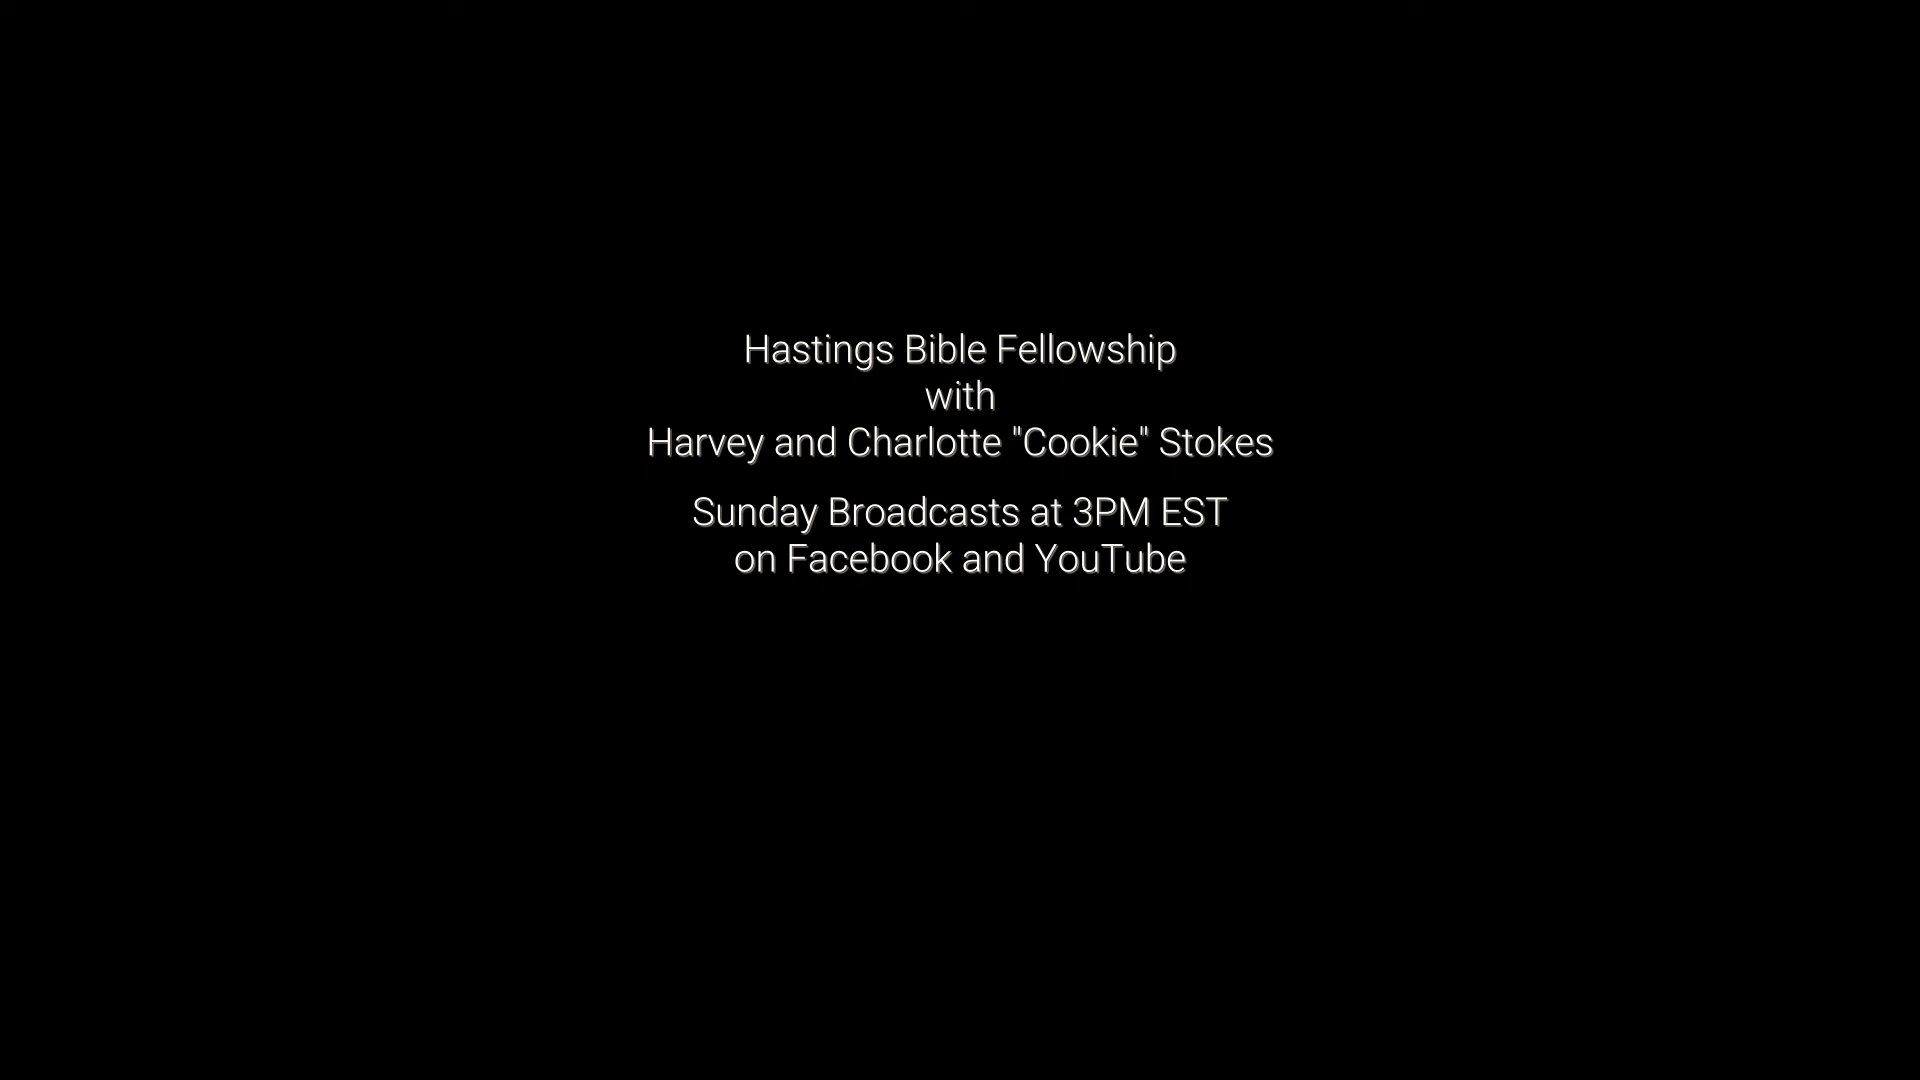 Hastings Bible Fellowship
with
Harvey and Charlotte "Cookie" Stokes
Sunday Broadcasts at 3PM EST
on Facebook and YouTube